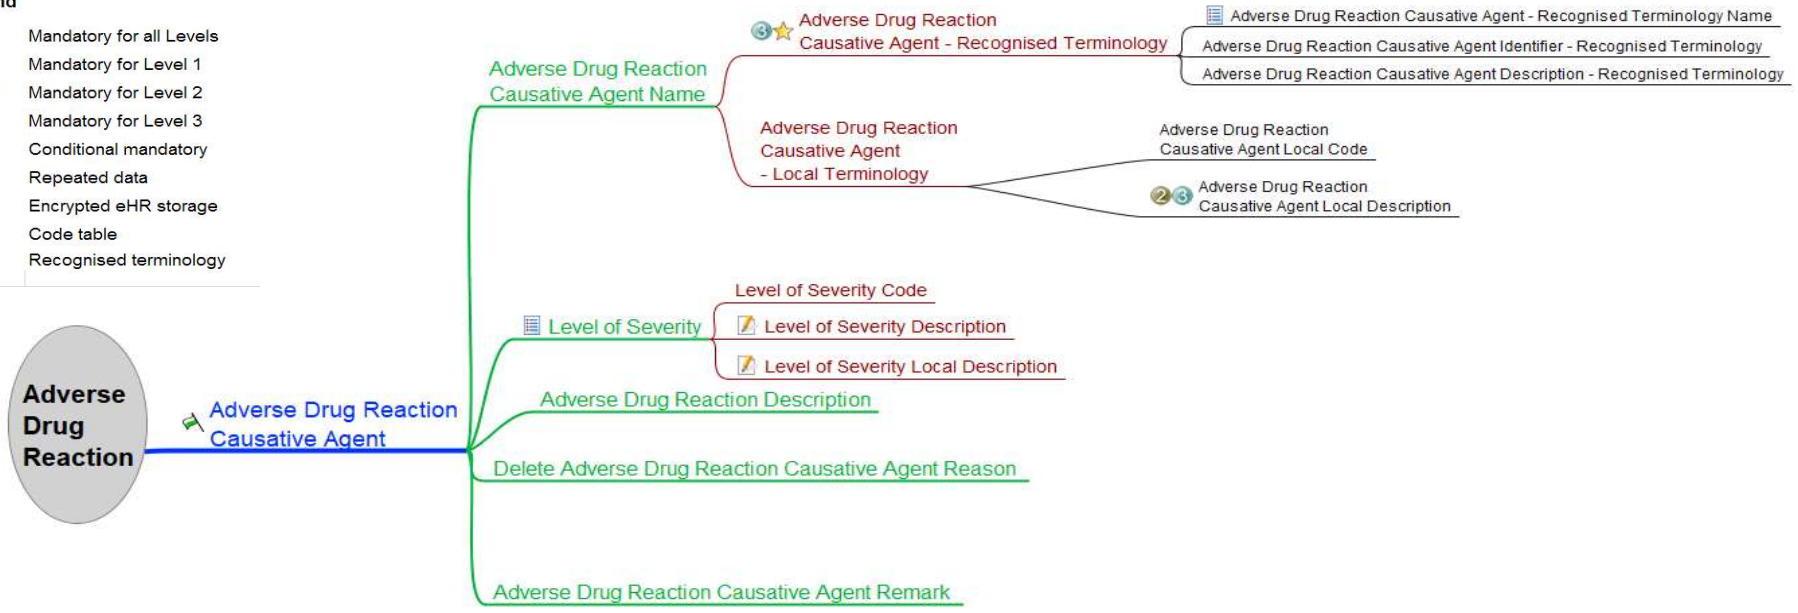 Mandatory for all Levels
Mandatory for Level 1
Mandatory for Level 2
Mandatory for Level 3
Conditional mandatory
Repeated data
Encrypted eHR storage
Code table
Recognised terminology
Adverse
Drug
Reaction
Adverse Drug Reaction
Causative Agent
Adverse Drug Reaction
Causative Agent Name
3 Adverse Drug Reaction
Causative Agent - Recognised Terminology
Adverse Drug Reaction Causative Agent - Recognised Terminology Name
Adverse Drug Reaction Causative Agent Identifier - Recognised Terminology
Adverse Drug Reaction Causative Agent Description - Recognised Terminology
Adverse Drug Reaction
Causative Agent
- Local Terminology
Adverse Drug Reaction
Causative Agent Local Code
2 3 Adverse Drug Reaction
Causative Agent Local Description
Level of Severity
Level of Severity Code
Level of Severity Description
Level of Severity Local Description
Adverse Drug Reaction Description
Delete Adverse Drug Reaction Causative Agent Reason
Adverse Drug Reaction Causative Agent Remark